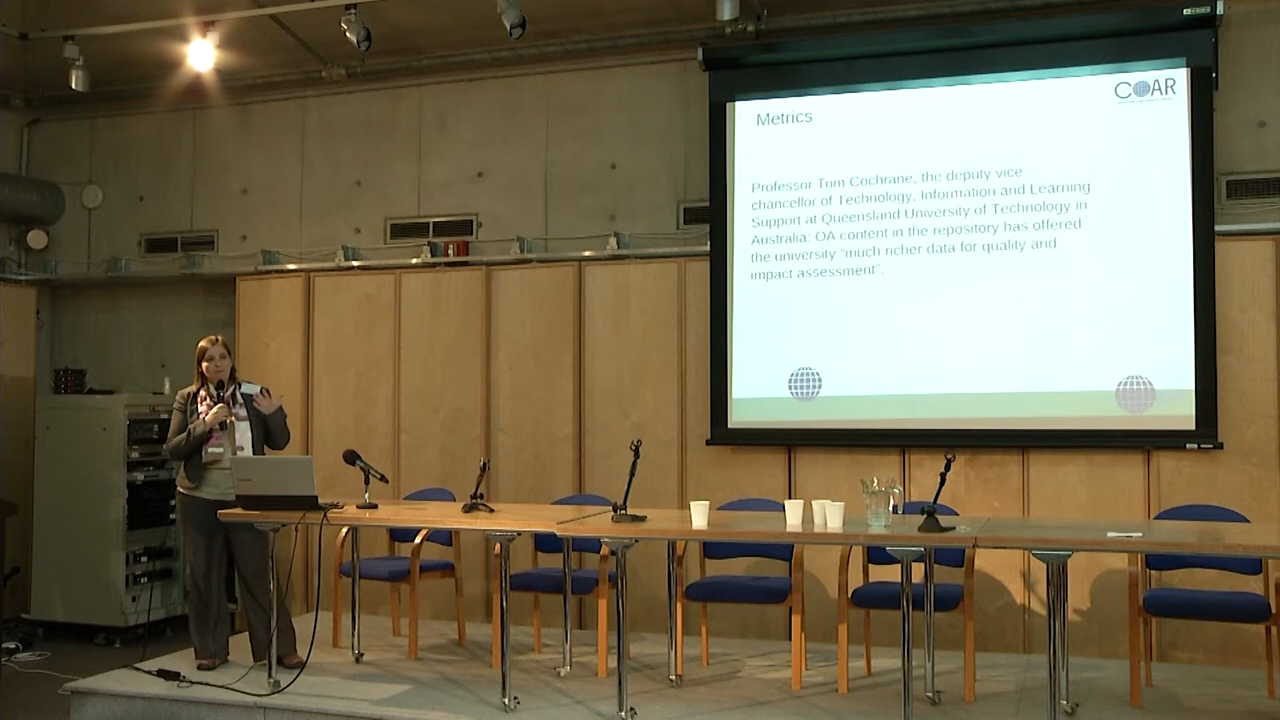 COAR
Metrics
Professor Tom Cochrane, the deputy vice
chancellor of Technology, Information and Learning
Support at Queensland University of Technology in
Australia: OA content in the repository has offered
the university "much richer data for quality and
impact assessment".